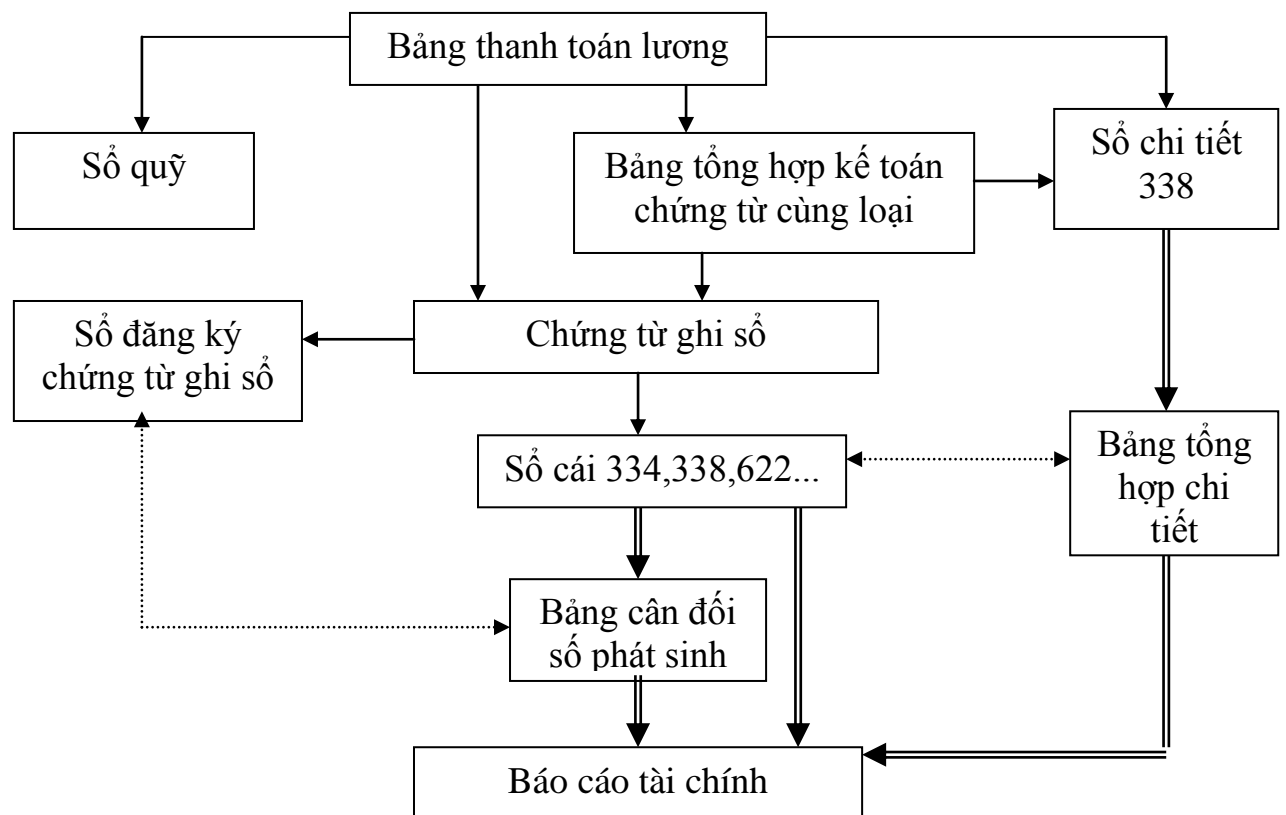 Bảng thanh toán lương
Sổ quỹ
Bảng tổng hợp kế toán
chứng từ cùng loại
Sổ chi tiết
338
Sổ đăng ký
chứng từ ghi sổ
Chứng từ ghi sổ
Sổ cái 334,338,622...
Bảng tổng
hợp chi
tiết
Bảng cân đối
số phát sinh
Báo cáo tài chính